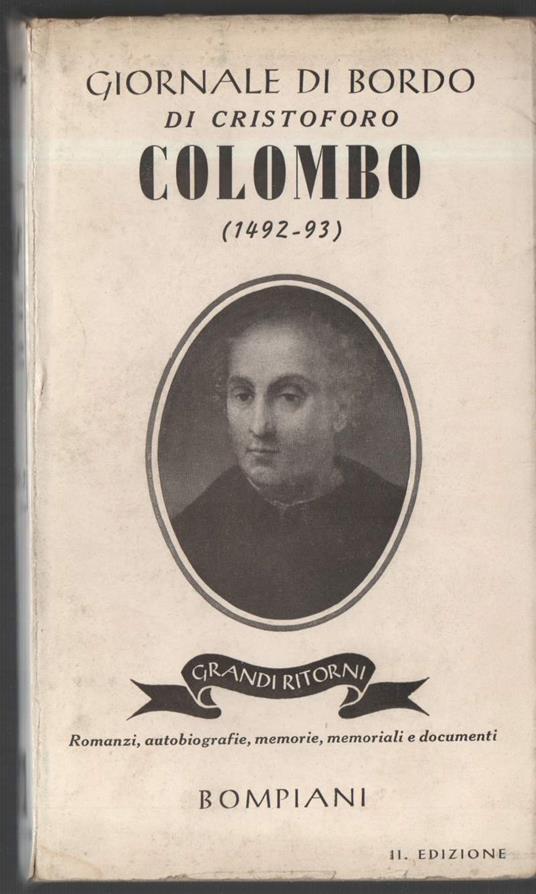 GIORNALE DI BORDO
DI CRISTOFORO
COLOMBO
(1492-93)
GRANDI RITORNI
Romanzi, autobiografie, memorie, memoriali e documenti
BOMPIANI
II. EDIZIONE